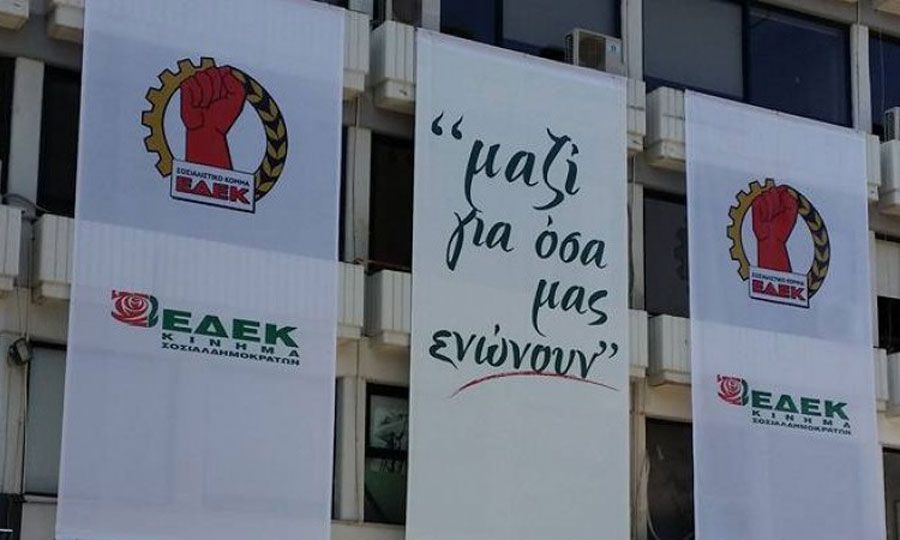 ΣΟΣΙΑΛΙΣΤΙΚΟ ΚΟΜΜΑ
ΕΔΕΚ
ΕΔΕΚ
ΚΙΝΗΜΑ
ΣΟΣΙΑΛΔΗΜΟΚΡΑΤΩΝ
“μαζί
για όσα
μας
ενώνουν”
ΣΟΣΙΑΛΙΣΤΙΚΟ ΚΟΜΜΑ
ΕΔΕΚ
ΕΔΕΚ
ΚΙΝΗΜΑ
ΣΟΣΙΑΛΔΗΜΟΚΡΑΤΩΝ